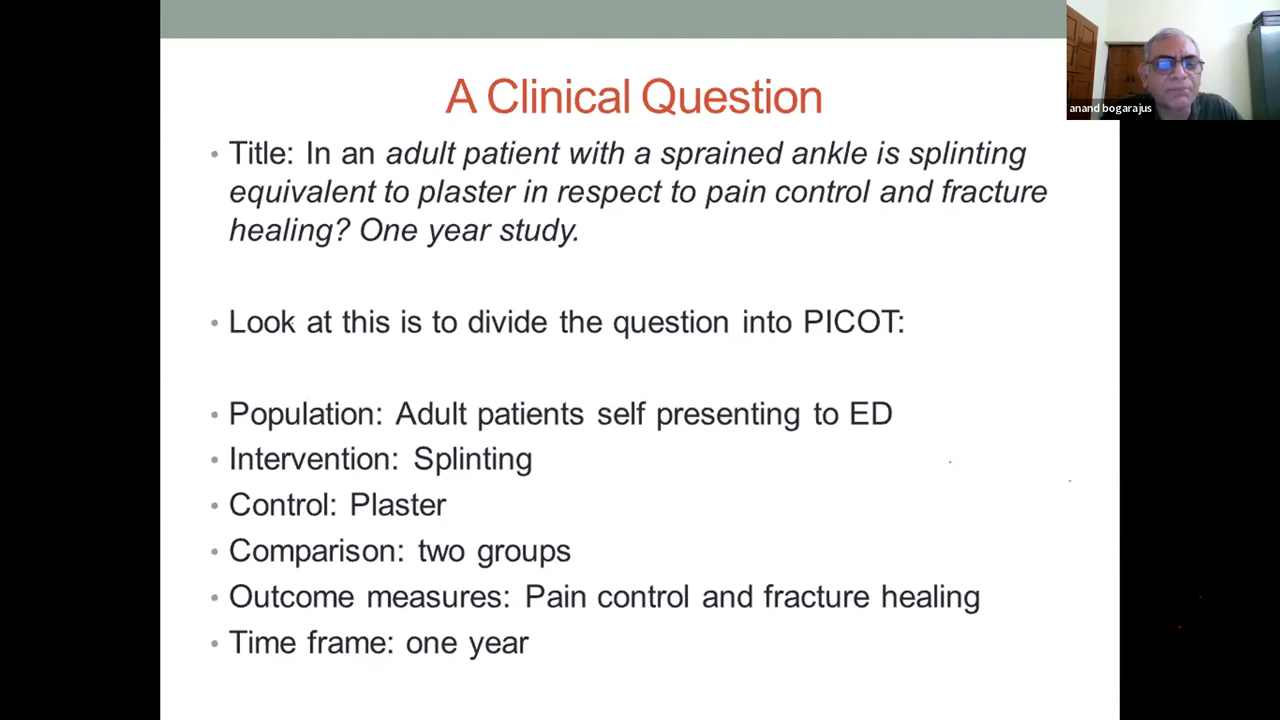 A Clinical Question
anand bogarajus
• Title: In an adult patient with a sprained ankle is splinting
equivalent to plaster in respect to pain control and fracture
healing? One year study.
• Look at this is to divide the question into PICOT:
• Population: Adult patients self presenting to ED
• Intervention: Splinting
• Control: Plaster
• Comparison: two groups
• Outcome measures: Pain control and fracture healing
• Time frame: one year